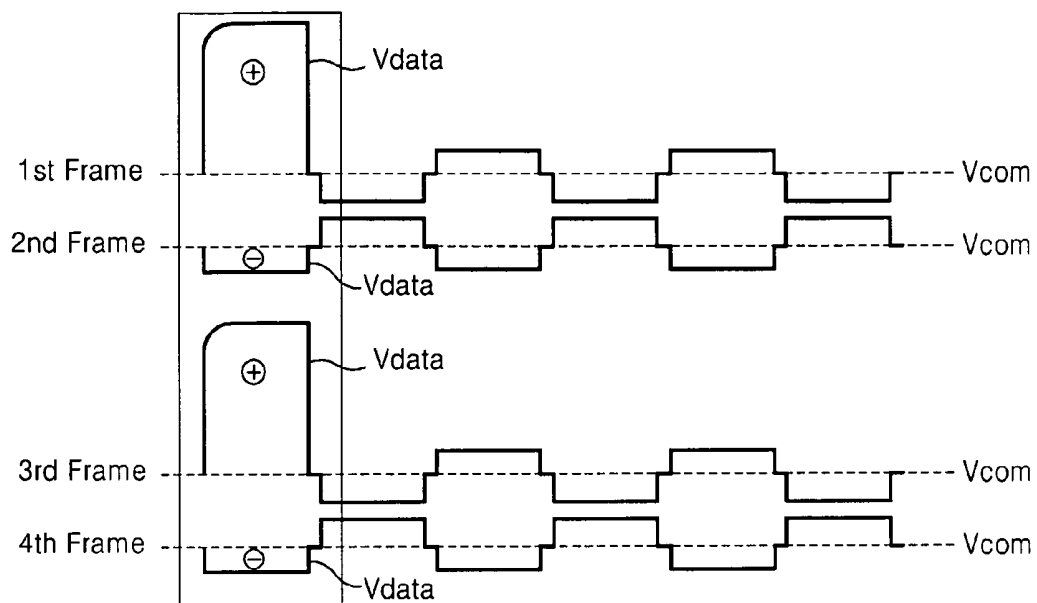 Vdata
⊕
1st Frame Vcom
2nd Frame ⊖ Vcom
Vdata
Vdata
⊕
3rd Frame Vcom
4th Frame ⊖ Vcom
Vdata